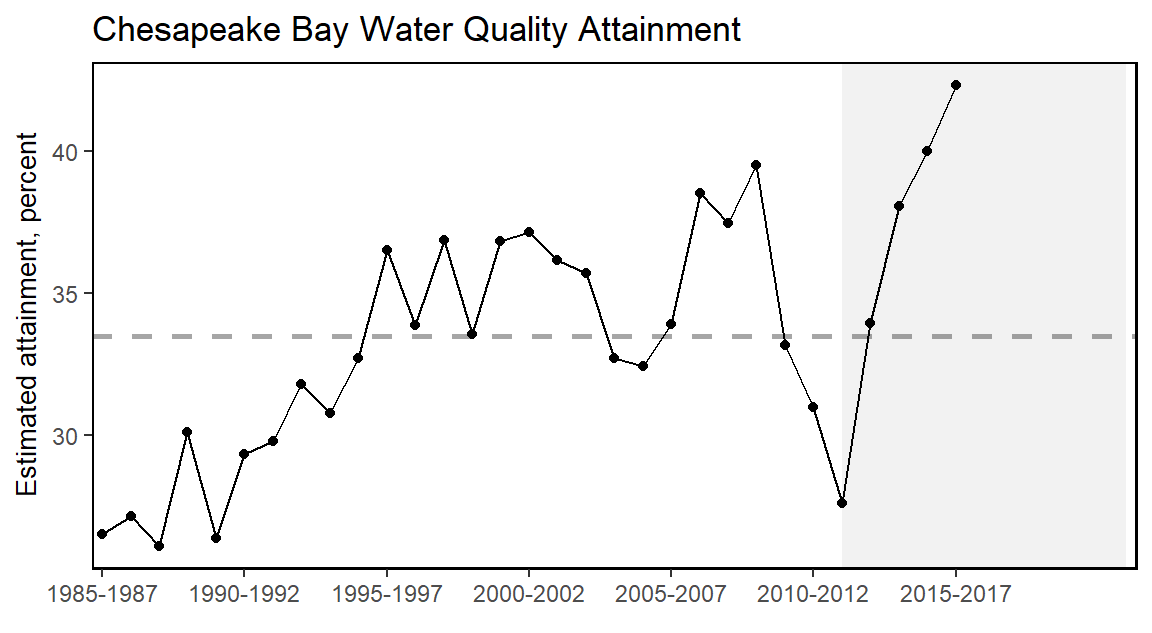 Chesapeake Bay Water Quality Attainment
Estimated attainment, percent
40
35
30
1985-1987 1990-1992 1995-1997 2000-2002 2005-2007 2010-2012 2015-2017